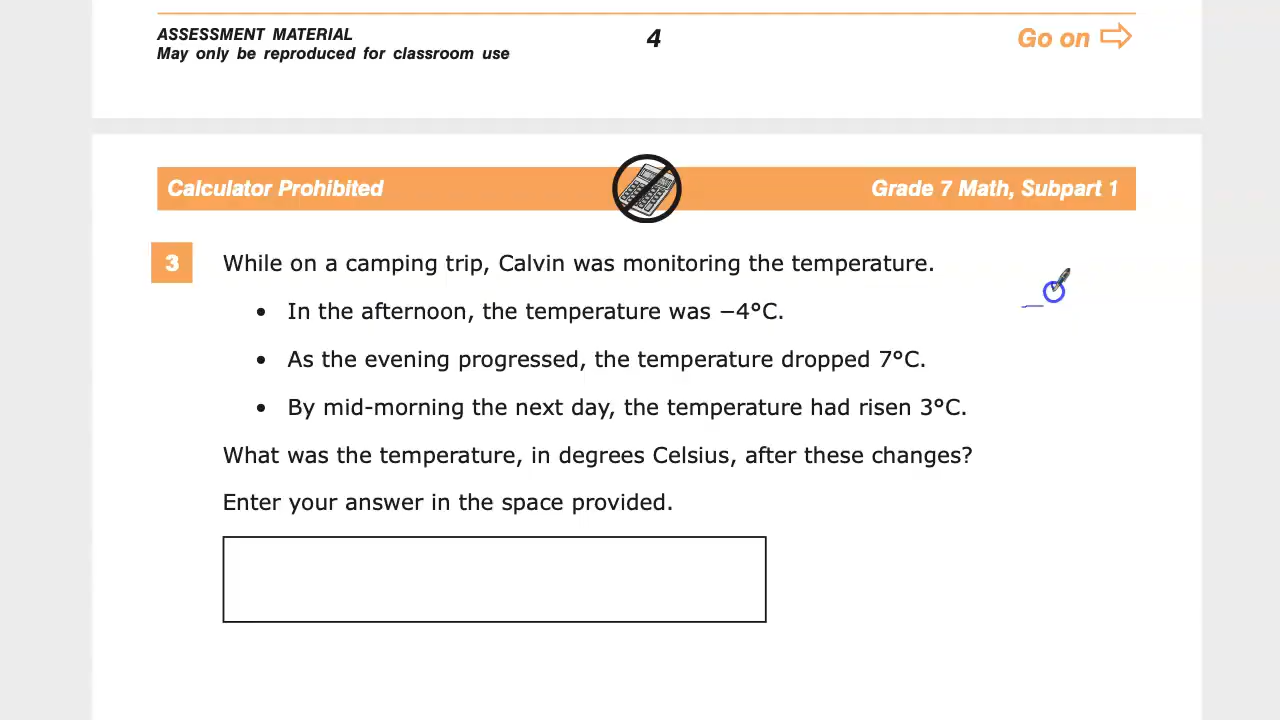 ASSESSMENT MATERIAL
May only be reproduced for classroom use
4
Go on
Calculator Prohibited
Grade 7 Math, Subpart 1
3
While on a camping trip, Calvin was monitoring the temperature.
• In the afternoon, the temperature was −4°C.
• As the evening progressed, the temperature dropped 7°C.
• By mid-morning the next day, the temperature had risen 3°C.
What was the temperature, in degrees Celsius, after these changes?
Enter your answer in the space provided.